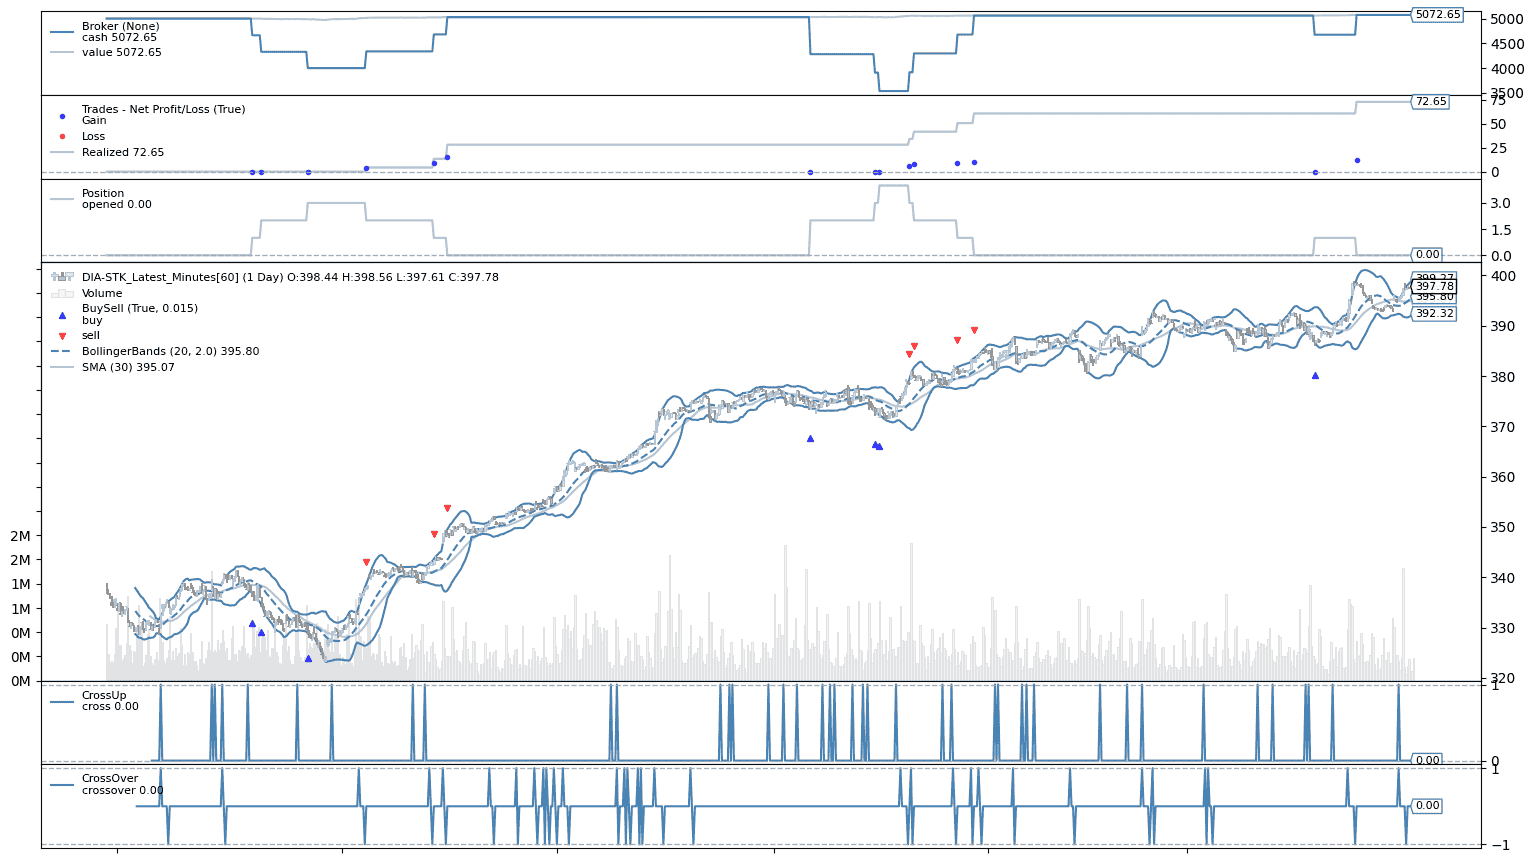 Broker (None)
cash 5072.65
value 5072.65
5072.65
5000
4500
4000
3500
Trades - Net Profit/Loss (True)
Gain
Loss
Realized 72.65
72.65
75
50
25
0
Position
opened 0.00
3.0
1.5
0.0
0.00
DIA-STK_Latest_Minutes[60] (1 Day) O:398.44 H:398.56 L:397.61 C:397.78
Volume
BuySell (True, 0.015)
buy
sell
BollingerBands (20, 2.0) 395.80
SMA (30) 395.07
399.27
397.78
395.80
392.32
400
390
380
370
360
350
340
330
320
2M
2M
1M
1M
0M
0M
0M
CrossUp
cross 0.00
1
0
0.00
CrossOver
crossover 0.00
1
0.00
−1